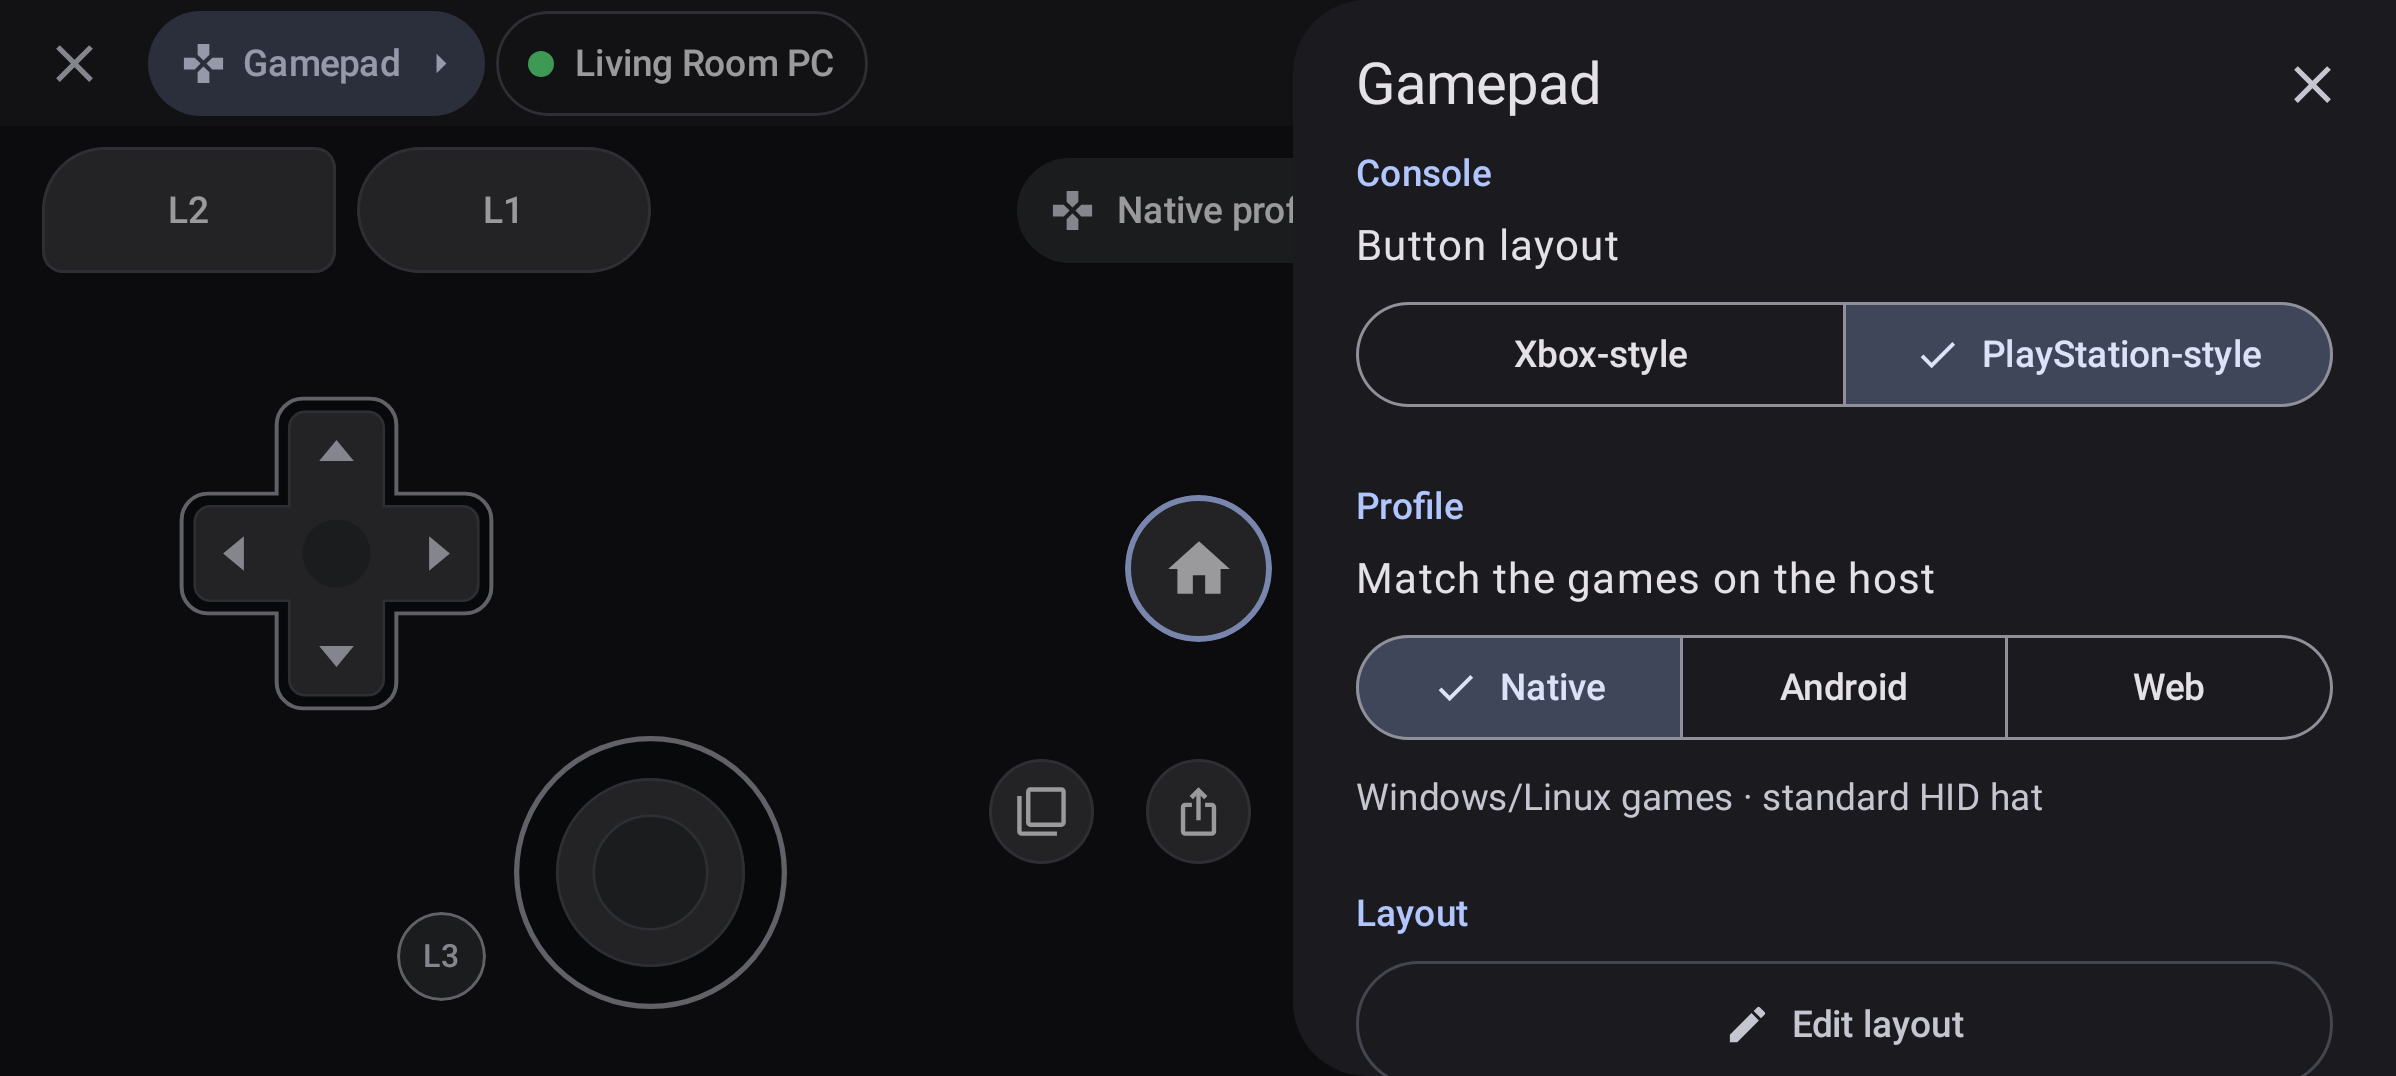 Gamepad
Living Room PC
L2
L1
Native prof
L3
Gamepad
Console
Button layout
Xbox-style
PlayStation-style
Profile
Match the games on the host
Native
Android
Web
Windows/Linux games · standard HID hat
Layout
Edit layout